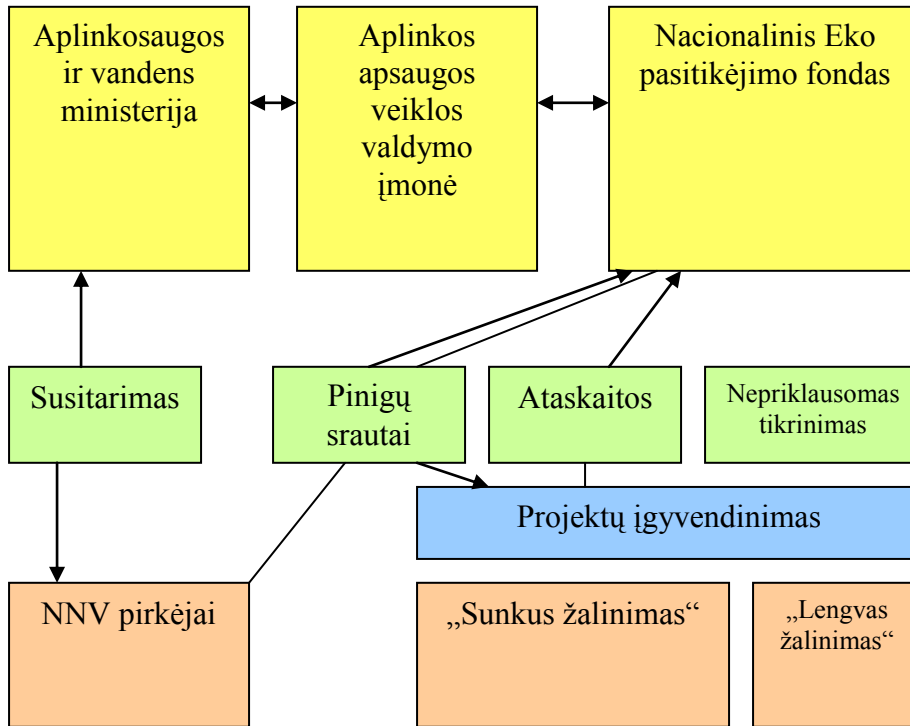 Aplinkosaugos
ir vandens
ministerija
Aplinkos
apsaugos
veiklos
valdymo
įmonė
Nacionalinis Eko
pasitikėjimo fondas
Susitarimas
Pinigų
srautai
Ataskaitos
Nepriklausomas
tikrinimas
Projektų įgyvendinimas
NNV pirkėjai
„Sunkus žalinimas“
„Lengvas
žalinimas“